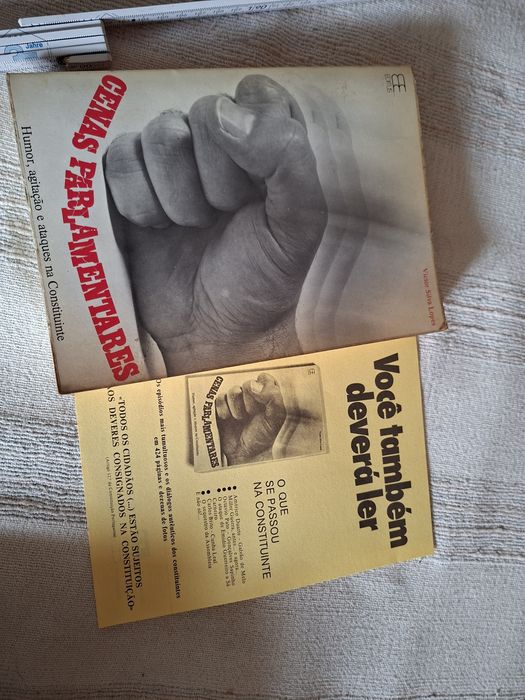 Jahre
EDITUS
CENAS PARLAMENTARES
Humor, agitação e ataques na Constituinte
Victor Silva Lopes
Você também
deverá ler
CENAS PARLAMENTARES
O QUE
SE PASSOU
NA CONSTITUINTE
Os episódios mais tumultuosos e os diálogos autênticos dos constituintes
em 424 páginas e dezenas de fotos
«TODOS OS CIDADÃOS (...) ESTÃO SUJEITOS
AOS DEVERES CONSIGNADOS NA CONSTITUIÇÃO»